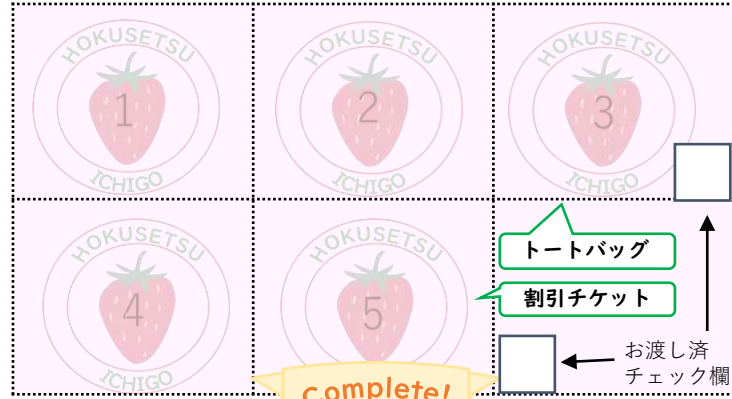 HOKUSETSU
1
ICHIGO
HOKUSETSU
2
ICHIGO
HOKUSETSU
3
ICHIGO
トートバッグ
割引チケット
HOKUSETSU
4
ICHIGO
HOKUSETSU
5
Complete!
お渡し済
チェック欄